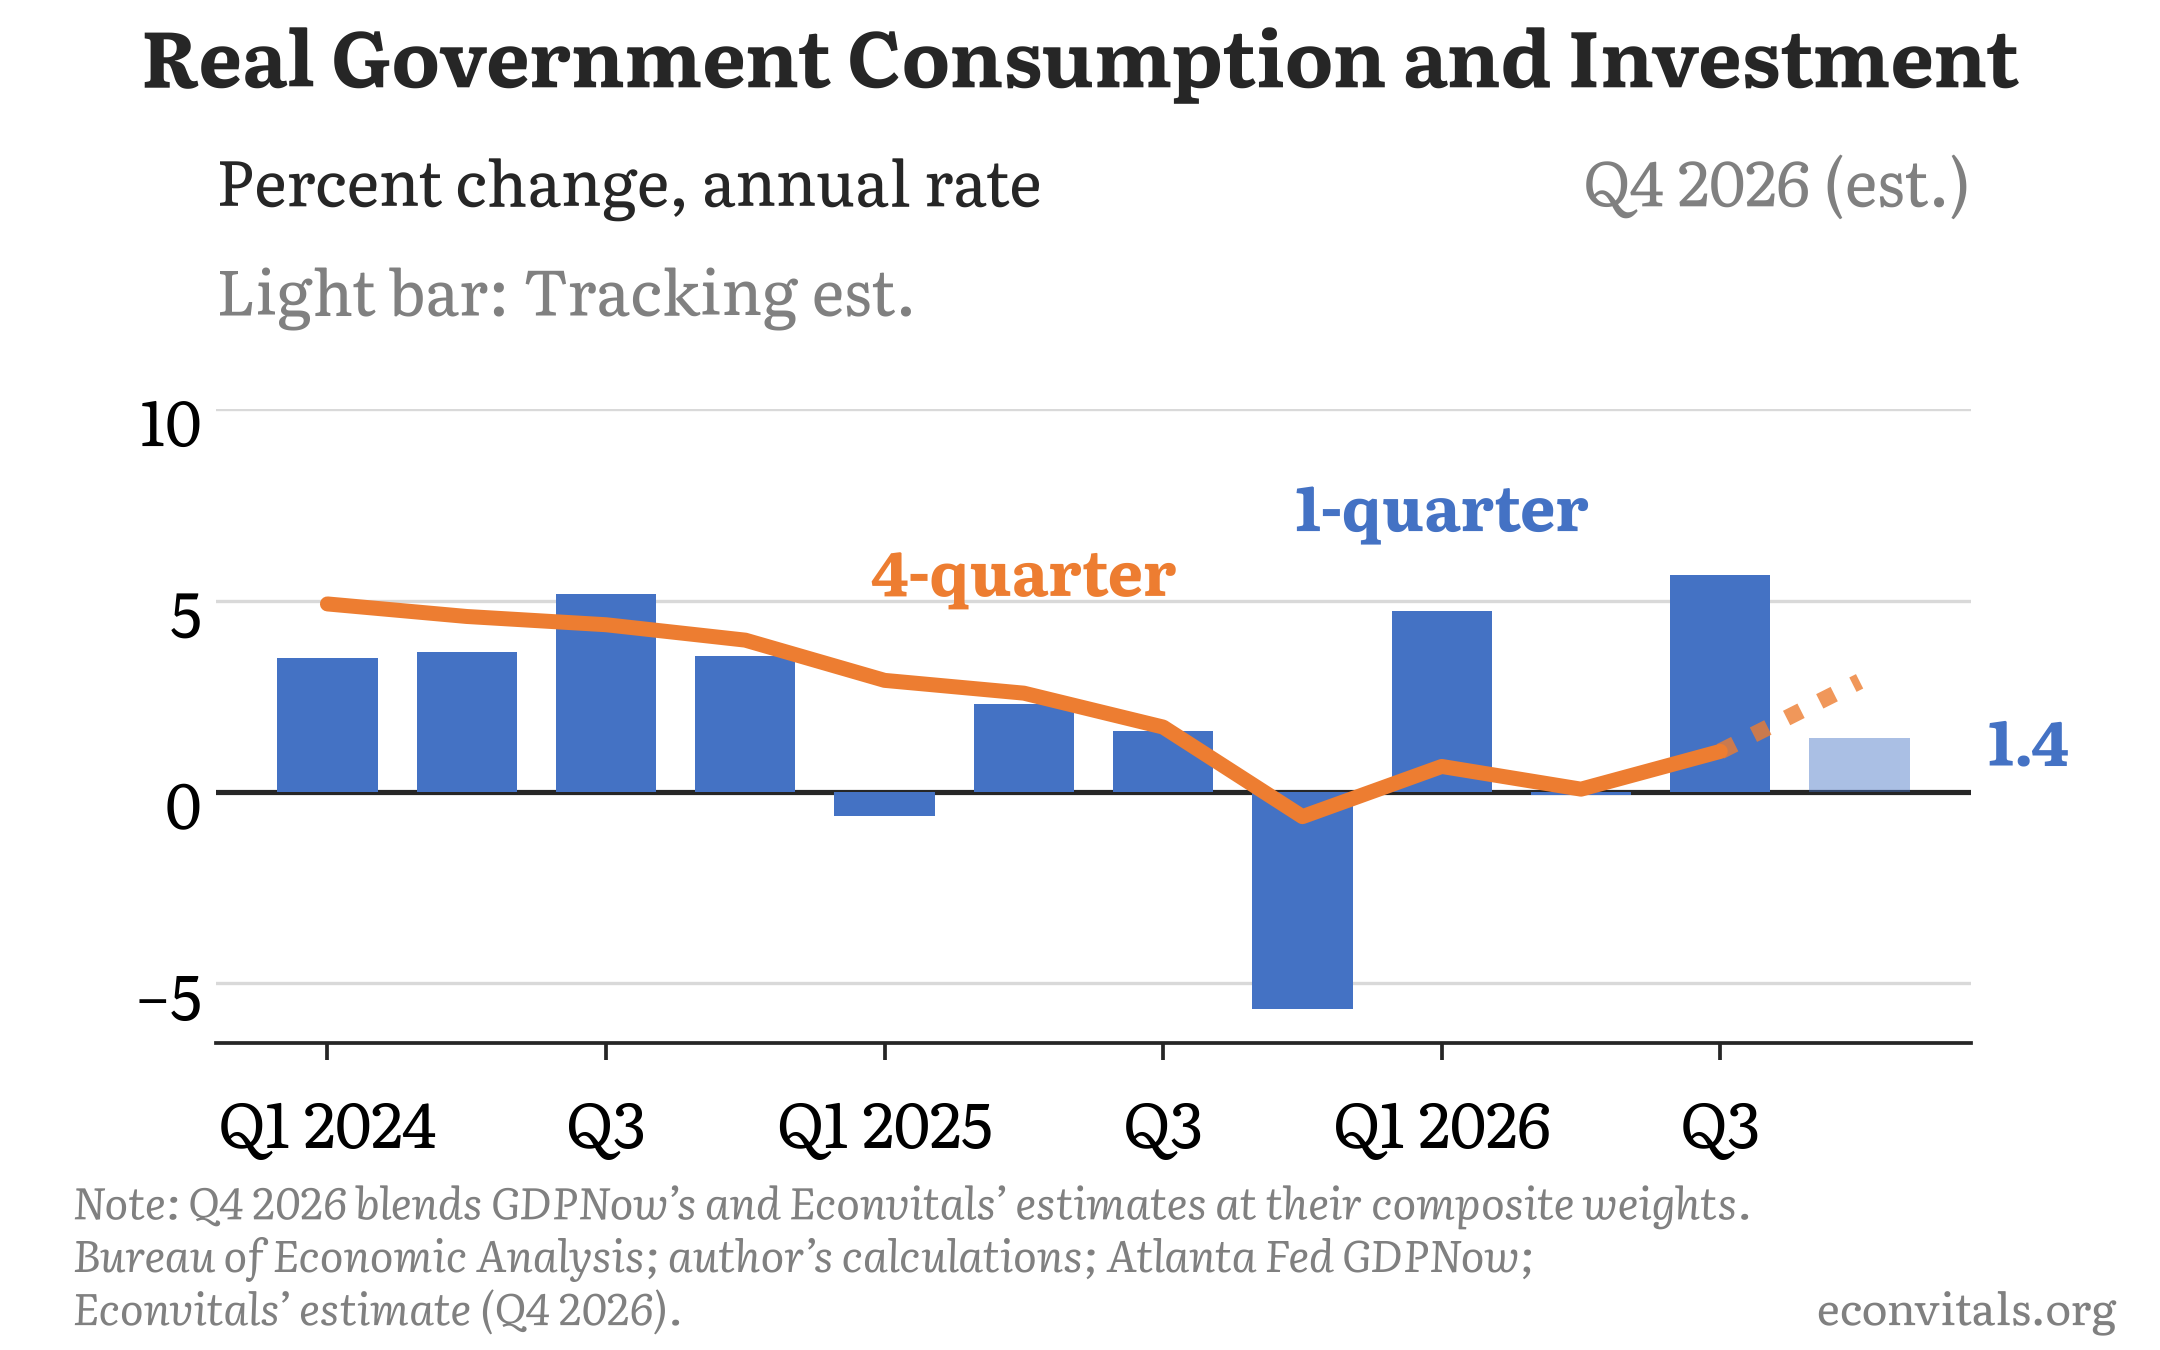 Real Government Consumption and Investment
Percent change, annual rate
Q4 2026 (est.)
Light bar: Tracking est.
10
5
0
−5
4-quarter
1-quarter
1.4
Q1 2024
Q3
Q1 2025
Q3
Q1 2026
Q3
Note: Q4 2026 blends GDPNow’s and Econvitals’ estimates at their composite weights.
Bureau of Economic Analysis; author’s calculations; Atlanta Fed GDPNow;
Econvitals’ estimate (Q4 2026).
econvitals.org